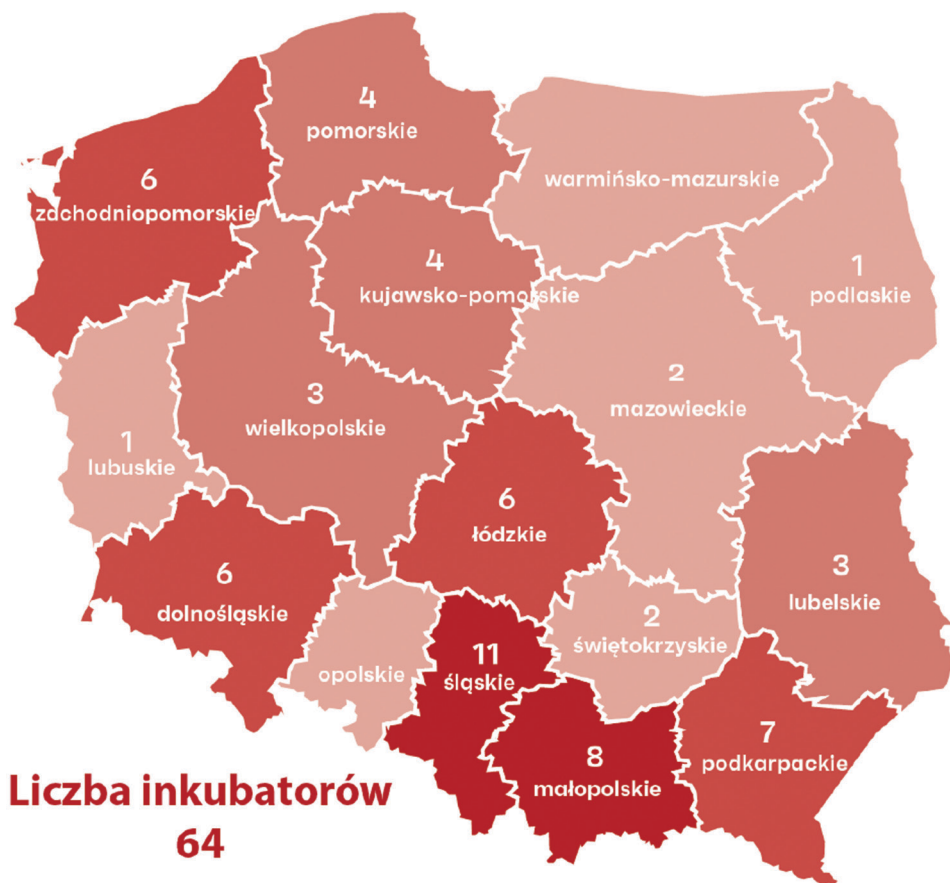 4
pomorskie
6
zdchodniopomorskie
warmińsko-mazurskie
1
podlaskie
4
kujawsko-pomorskie
2
mazowieckie
3
wielkopolskie
1
lubuskie
6
łódzkie
6
dolnośląskie
3
lubelskie
2
świętokrzyskie
opolskie
11
śląskie
8
małopolskie
7
podkarpackie
Liczba inkubatorów
64